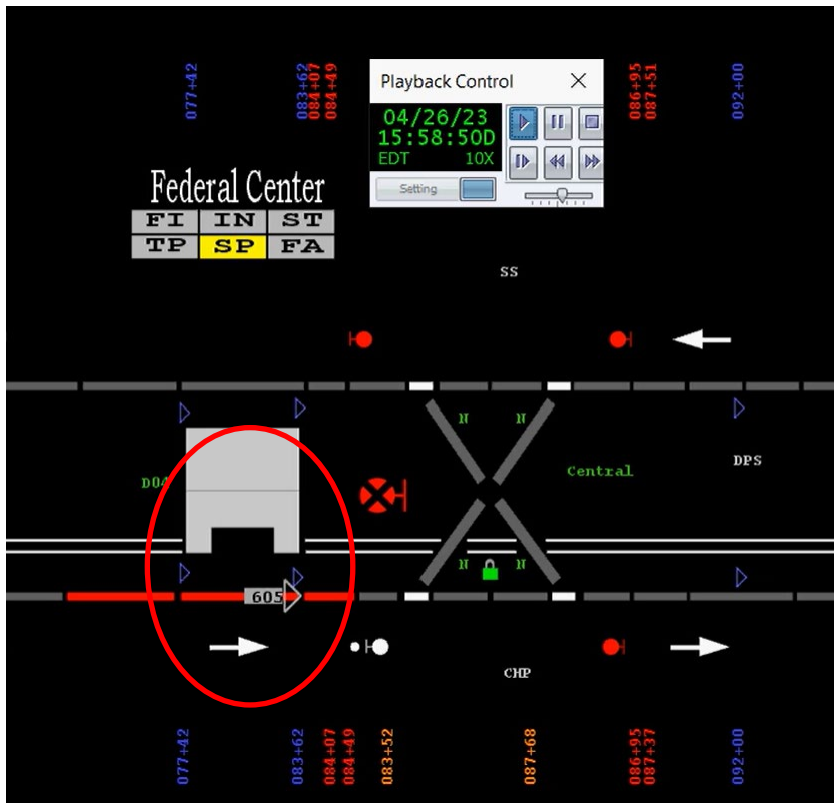 077+42
083+62
084+07
084+49
Playback Control
04/26/23
15:58:50D
EDT 10X
Setting
086+95
087+51
092+00
Federal Center
FI IN ST
TP SP FA
SS
N N
D04
Central
DPS
N N
605
CHP
077+42
083+62
084+07
084+49
083+52
087+68
086+95
087+37
092+00